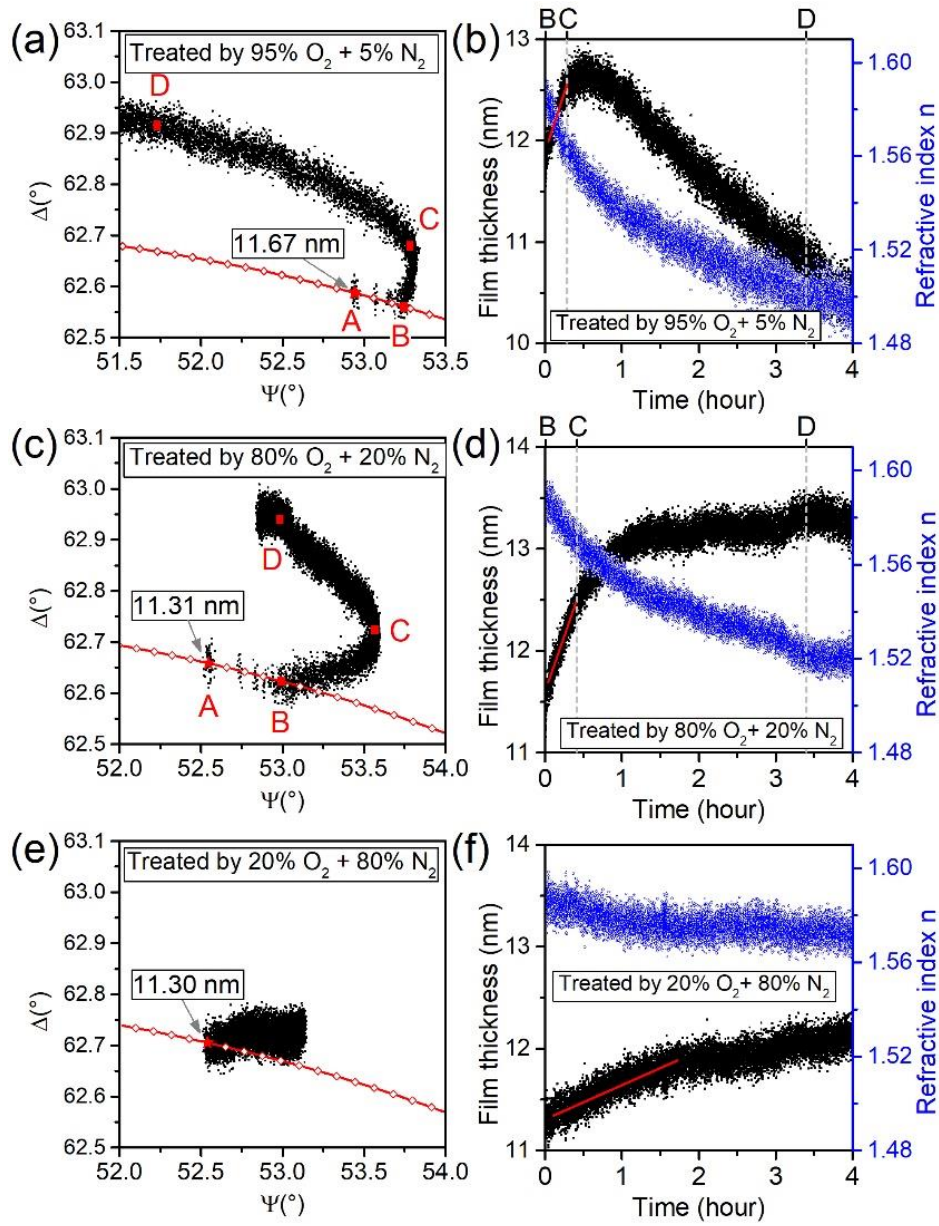 (a)
Treated by 95% O₂ + 5% N₂
63.1
63.0
62.9
62.8
62.7
62.6
62.5
Δ(°)
D
C
11.67 nm
A
B
51.5 52.0 52.5 53.0 53.5
Ψ(°)
(b)
B C D
13
12
11
10
Film thickness (nm)
1.60
1.56
1.52
1.48
Refractive index n
Treated by 95% O₂+ 5% N₂
0 1 2 3 4
Time (hour)
(c)
Treated by 80% O₂ + 20% N₂
63.1
63.0
62.9
62.8
62.7
62.6
62.5
Δ(°)
D
C
11.31 nm
A
B
52.0 52.5 53.0 53.5 54.0
Ψ(°)
(d)
B C D
14
13
12
11
Film thickness (nm)
1.60
1.56
1.52
1.48
Refractive index n
Treated by 80% O₂+ 20% N₂
0 1 2 3 4
Time (hour)
(e)
Treated by 20% O₂ + 80% N₂
63.1
63.0
62.9
62.8
62.7
62.6
62.5
Δ(°)
11.30 nm
52.0 52.5 53.0 53.5 54.0
Ψ(°)
(f)
14
13
12
11
Film thickness (nm)
1.60
1.56
1.52
1.48
Refractive index n
Treated by 20% O₂+ 80% N₂
0 1 2 3 4
Time (hour)